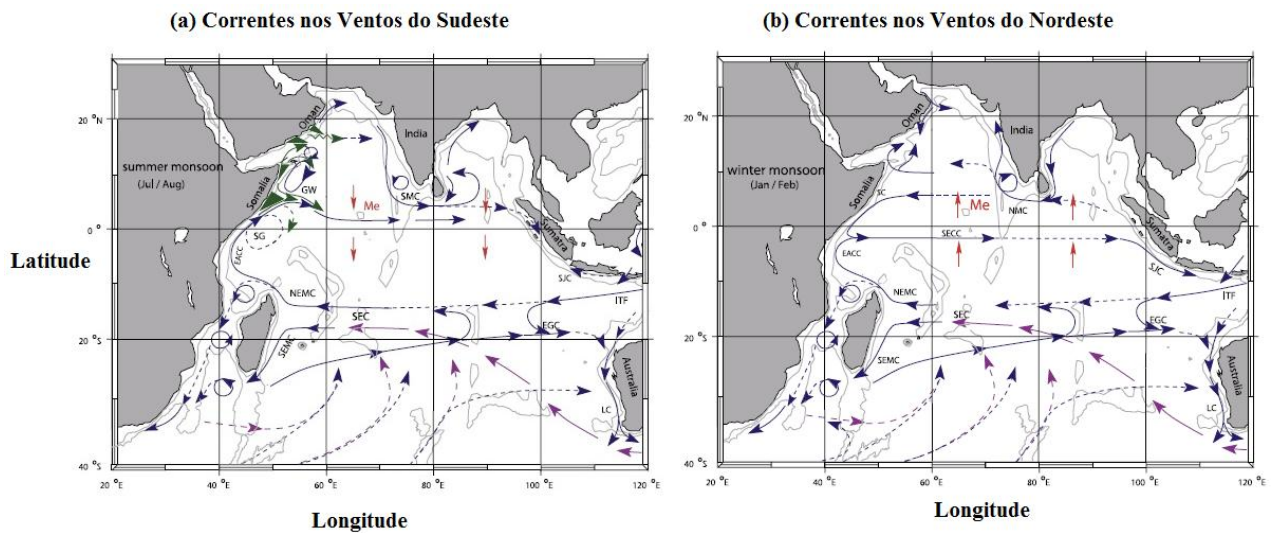 (a) Correntes nos Ventos do Sudeste
(b) Correntes nos Ventos do Nordeste
20 °N
0 °
20 °S
40 °S
20 °E
40 °E
60 °E
80 °E
100 °E
120 °E
summer monsoon
(Jul / Aug)
Oman
India
Somalia
GW
Me
SMC
SG
EACC
Sumatra
SJC
NEMC
ITF
SEC
EGC
SEMC
Australia
LC
Latitude
Longitude
20 °N
0 °
20 °S
40 °S
20 °E
40 °E
60 °E
80 °E
100 °E
120 °E
winter monsoon
(Jan / Feb)
Oman
India
Somalia
SC
Me
NMC
Sumatra
SECC
EACC
SJC
NEMC
ITF
SEC
EGC
SEMC
Australia
LC
Longitude